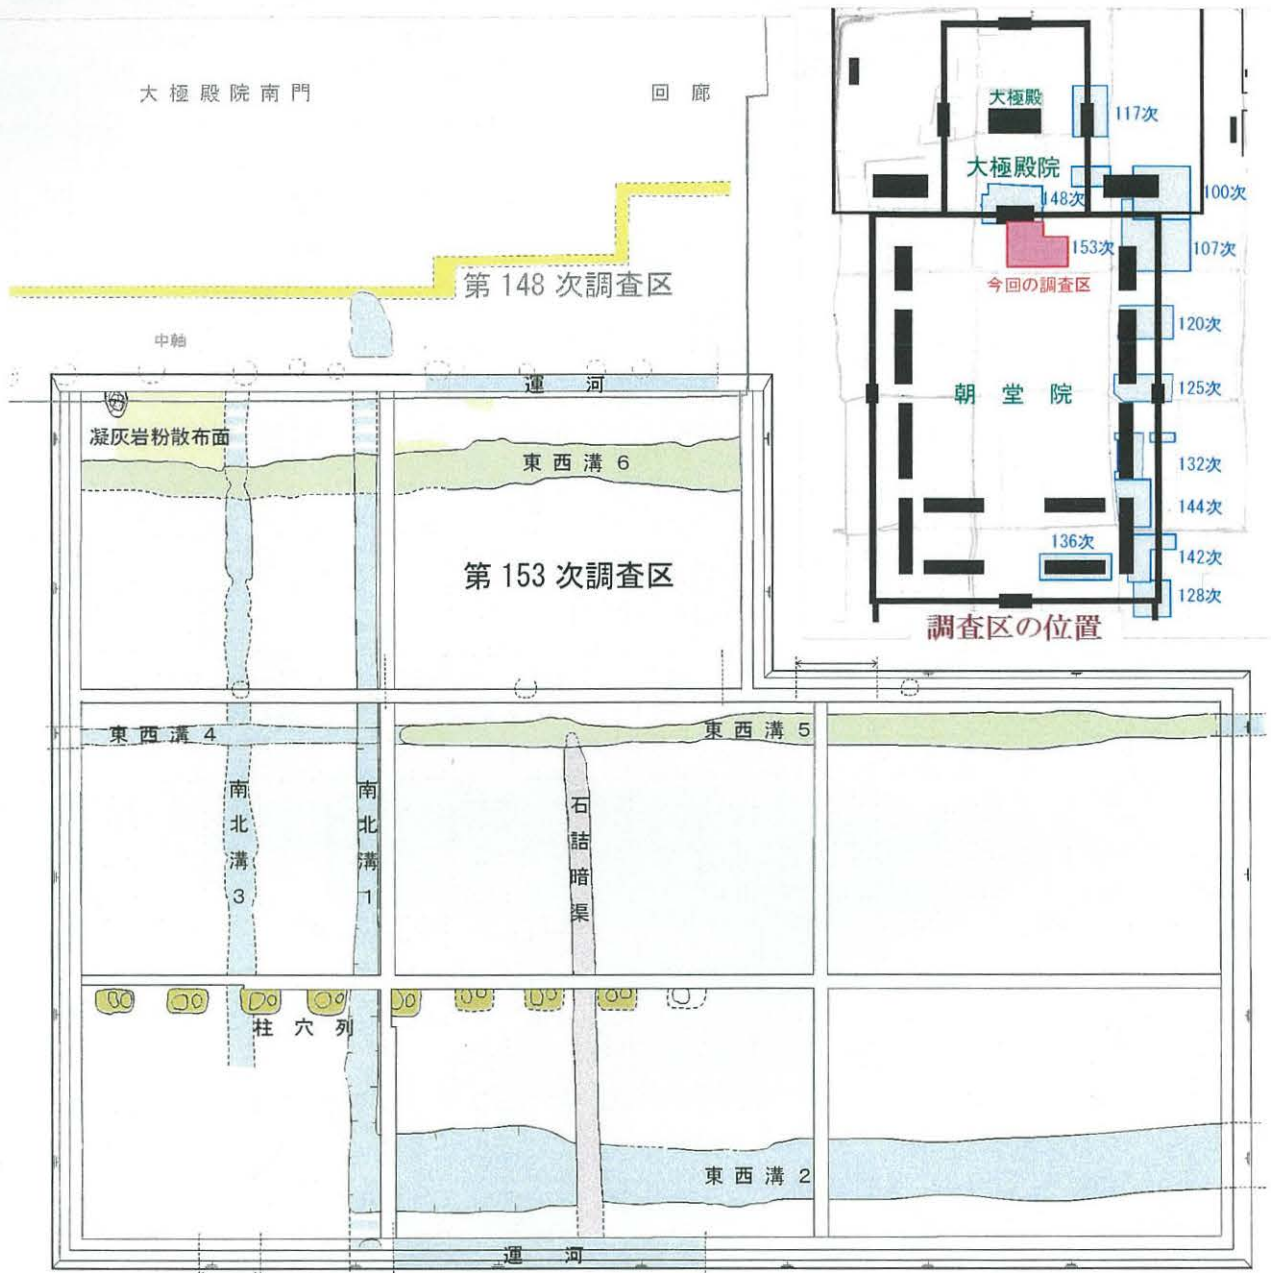 大極殿院南門
回廊
第148次調査区
中軸
運河
凝灰岩粉散布面
東西溝6
第153次調査区
東西溝4
東西溝5
南北溝3
南北溝1
石詰暗渠
柱穴列
東西溝2
運河
大極殿
117次
大極殿院
148次
100次
153次
107次
今回の調査区
120次
朝堂院
125次
132次
144次
136次
142次
128次
調査区の位置